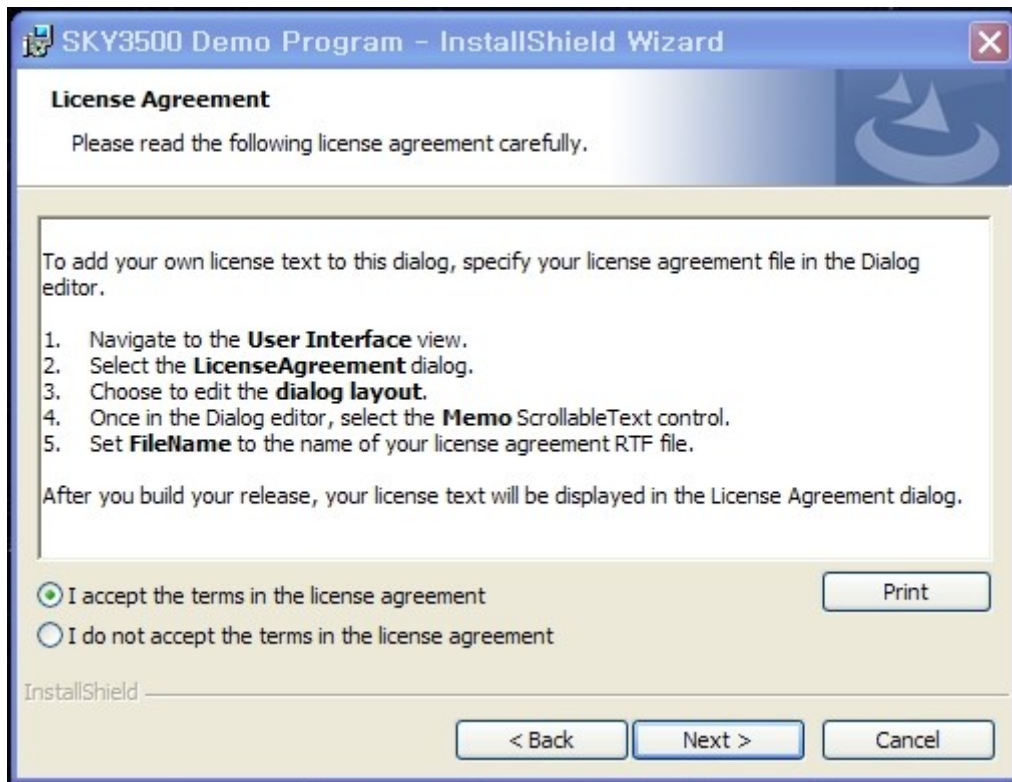 SKY3500 Demo Program - InstallShield Wizard
License Agreement
Please read the following license agreement carefully.
To add your own license text to this dialog, specify your license agreement file in the Dialog
editor.
1. Navigate to the User Interface view.
2. Select the LicenseAgreement dialog.
3. Choose to edit the dialog layout.
4. Once in the Dialog editor, select the Memo ScrollableText control.
5. Set FileName to the name of your license agreement RTF file.
After you build your release, your license text will be displayed in the License Agreement dialog.
I accept the terms in the license agreement
Print
I do not accept the terms in the license agreement
InstallShield
< Back Next > Cancel